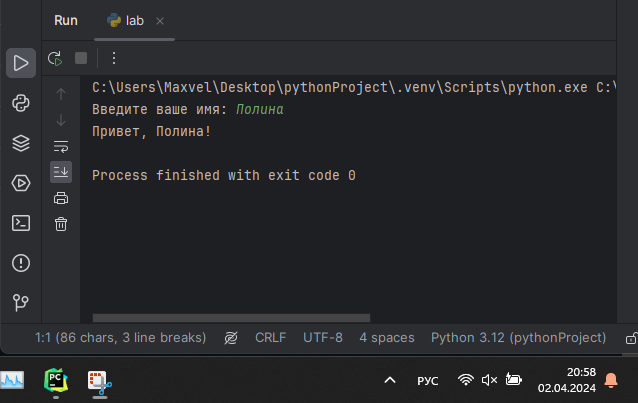 Run lab
C:\Users\Maxvel\Desktop\pythonProject\.venv\Scripts\python.exe C:\
Введите ваше имя: Полина
Привет, Полина!
Process finished with exit code 0
1:1 (86 chars, 3 line breaks) CRLF UTF-8 4 spaces Python 3.12 (pythonProject)
PC РУС 20:58
02.04.2024